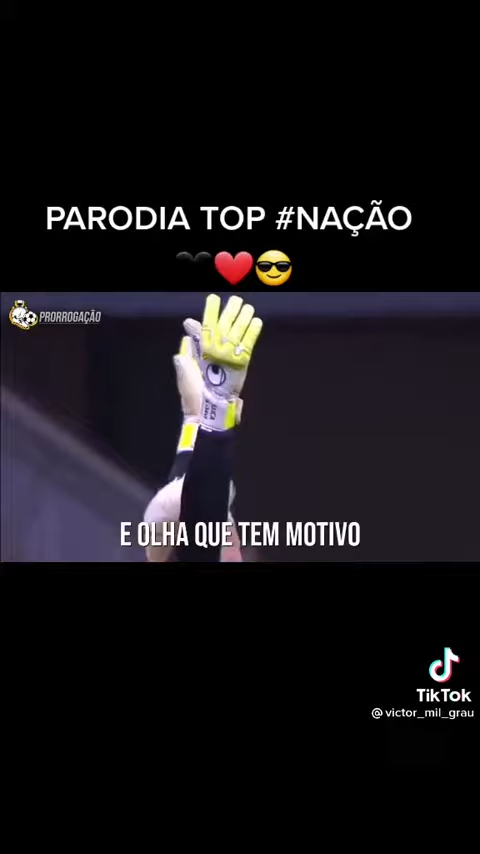 PARODIA TOP #NAÇÃO
🖤❤️😎
PRORROGAÇÃO
E OLHA QUE TEM MOTIVO
TikTok
@victor_mil_grau